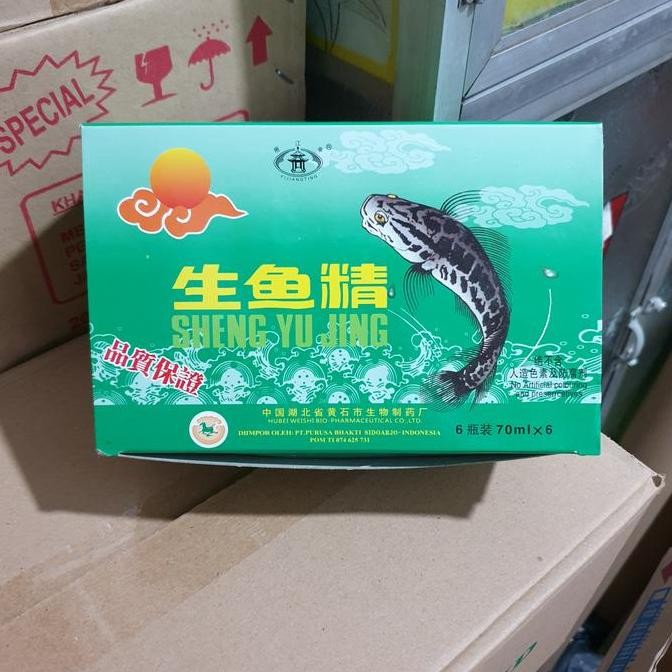 SPECIAL
KHA
YIJIANGTING
生鱼精
SHENG YU JING
品質保證
绝不含
人造色素及防腐剂
No Artificial colouring
and preservatives
中国湖北省黄石市生物制药厂
HUBEI WEISHI BIO-PHARMACEUTICAL CO.,LTD.
6 瓶装 70ml×6
DIIMPOR OLEH: PT.PURUSA BHAKTI SIDOARJO-INDONESIA
POM TI 074 625 731